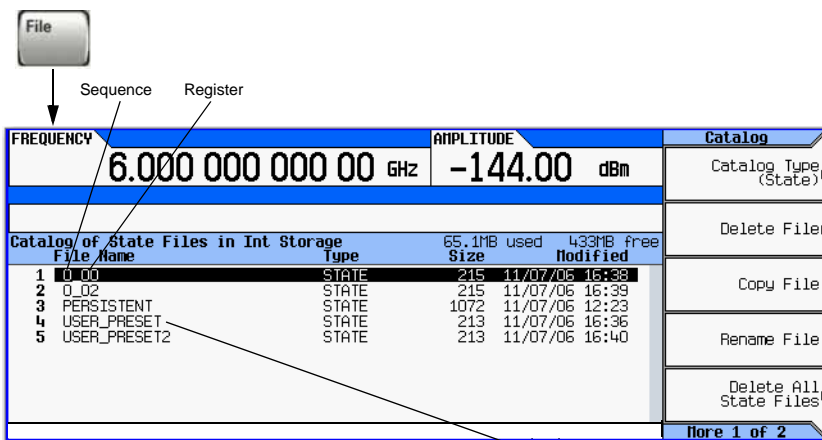 File
Sequence Register
FREQUENCY AMPLITUDE Catalog
6.000 000 000 00 GHz -144.00 dBm
Catalog Type
(State)
Delete File
Catalog of State Files in Int Storage 65.1MB used 433MB free
File Name Type Size Modified
1 0_00 STATE 215 11/07/06 16:38
2 0_02 STATE 215 11/07/06 16:39
3 PERSISTENT STATE 1072 11/07/06 12:23
4 USER_PRESET STATE 213 11/07/06 16:36
5 USER_PRESET2 STATE 213 11/07/06 16:40
Copy File
Rename File
Delete All
State Files
More 1 of 2